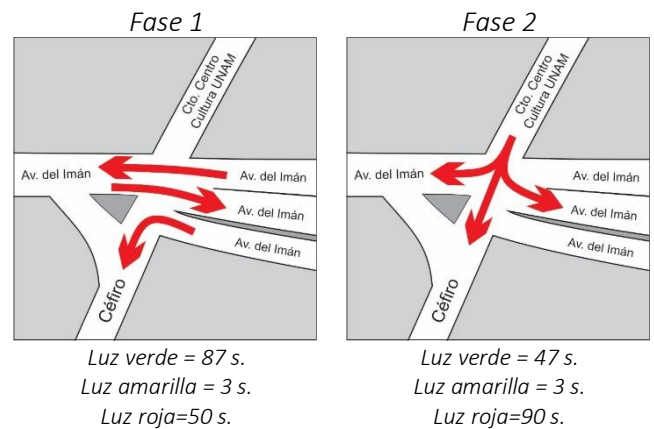 Fase 1
Cto. Centro
Cultura UNAM
Av. del Imán
Av. del Imán
Av. del Imán
Av. del Imán
Céfiro
Luz verde = 87 s.
Luz amarilla = 3 s.
Luz roja=50 s.
Fase 2
Cto. Centro
Cultura UNAM
Av. del Imán
Av. del Imán
Av. del Imán
Av. del Imán
Céfiro
Luz verde = 47 s.
Luz amarilla = 3 s.
Luz roja=90 s.